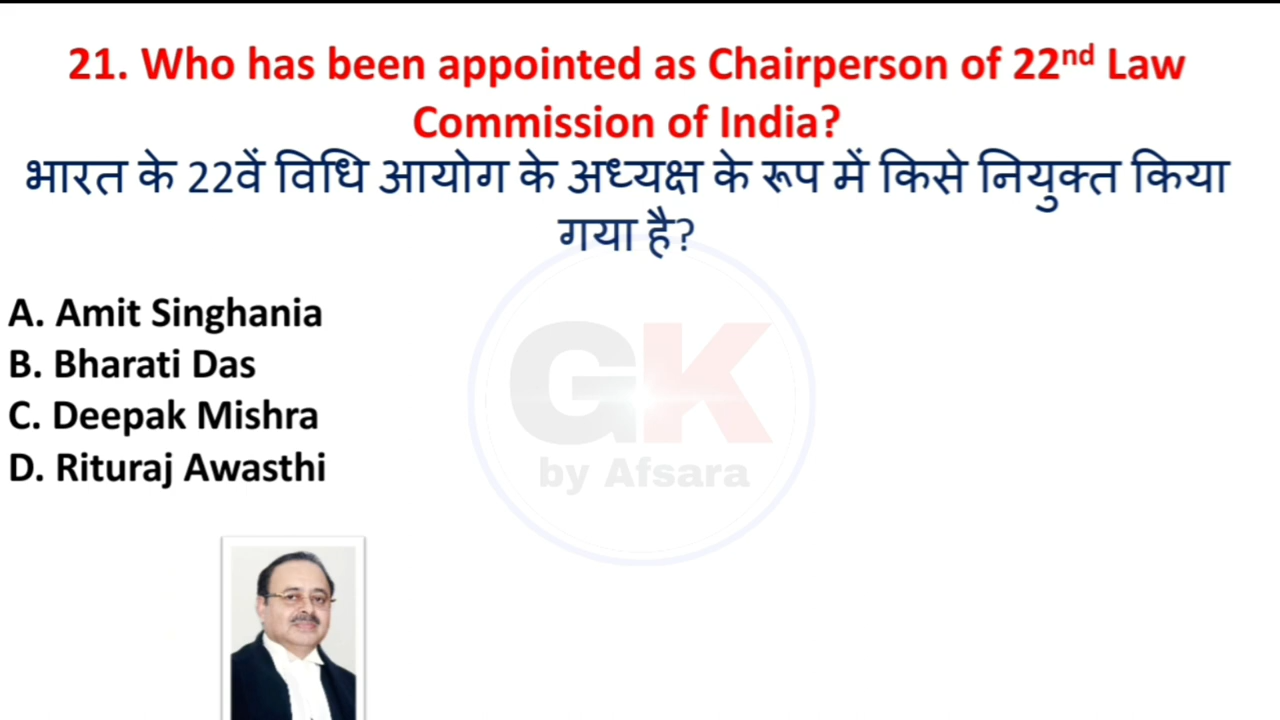 21. Who has been appointed as Chairperson of 22nd Law
Commission of India?
भारत के 22वें विधि आयोग के अध्यक्ष के रूप में किसे नियुक्त किया
गया है?
A. Amit Singhania
B. Bharati Das
C. Deepak Mishra
D. Rituraj Awasthi
GK
by Afsara